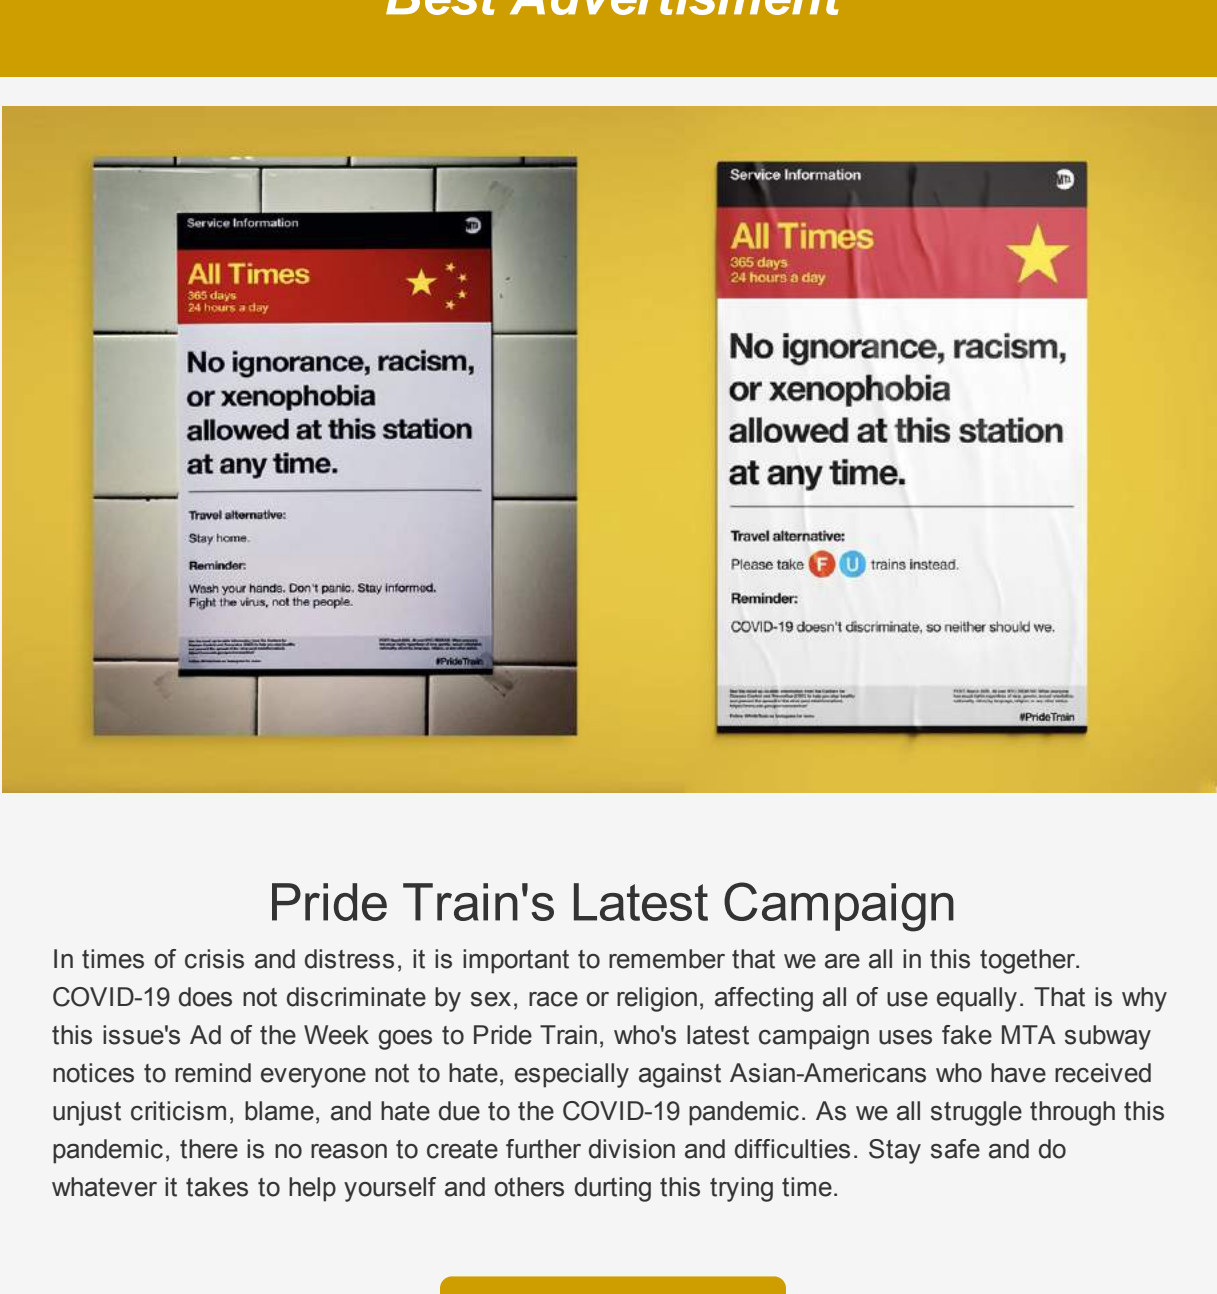 Best Advertisment
Service Information
All Times
365 days
24 hours a day
No ignorance, racism,
or xenophobia
allowed at this station
at any time.
Travel alternative:
Stay home.
Reminder:
Wash your hands. Don't panic. Stay informed.
Fight the virus, not the people.
#PrideTrain
Service Information
MTA
All Times
365 days
24 hours a day
No ignorance, racism,
or xenophobia
allowed at this station
at any time.
Travel alternative:
Please take F U trains instead.
Reminder:
COVID-19 doesn't discriminate, so neither should we.
#PrideTrain
Pride Train's Latest Campaign
In times of crisis and distress, it is important to remember that we are all in this together.
COVID-19 does not discriminate by sex, race or religion, affecting all of use equally. That is why
this issue's Ad of the Week goes to Pride Train, who's latest campaign uses fake MTA subway
notices to remind everyone not to hate, especially against Asian-Americans who have received
unjust criticism, blame, and hate due to the COVID-19 pandemic. As we all struggle through this
pandemic, there is no reason to create further division and difficulties. Stay safe and do
whatever it takes to help yourself and others durting this trying time.